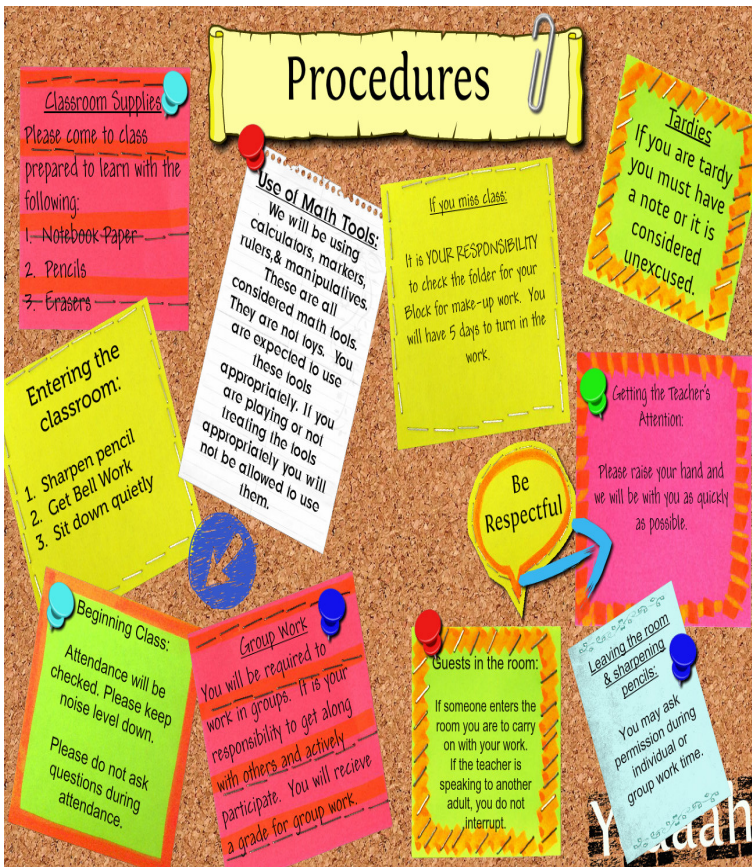 Procedures
Classroom Supplies
Please come to class
prepared to learn with the
following:
1. Notebook Paper
2. Pencils
3. Erasers
Use of Math Tools:
We will be using
calculators, markers,
rulers,& manipulatives.
These are all
considered math tools.
They are not toys. You
are expected to use
these tools
appropriately. If you
are playing or not
treating the tools
appropriately you will
not be allowed to use
them.
If you miss class:
It is YOUR RESPONSIBILITY
to check the folder for your
Block for make-up work. You
will have 5 days to turn in the
work.
Tardies
If you are tardy
you must have
a note or it is
considered
unexcused.
Entering the
classroom:
1. Sharpen pencil
2. Get Bell Work
3. Sit down quietly
Getting the Teacher's
Attention:
Please raise your hand and
we will be with you as quickly
as possible.
Be
Respectful
Beginning Class:
Attendance will be
checked. Please keep
noise level down.
Please do not ask
questions during
attendance.
Group Work
You will be required to
work in groups. It is your
responsibility to get along
with others and actively
participate. You will recieve
a grade for group work.
Guests in the room:
If someone enters the
room you are to carry
on with your work.
If the teacher is
speaking to another
adult, you do not
interrupt.
Leaving the room
& sharpening
pencils:
You may ask
permission during
individual or
group work time.